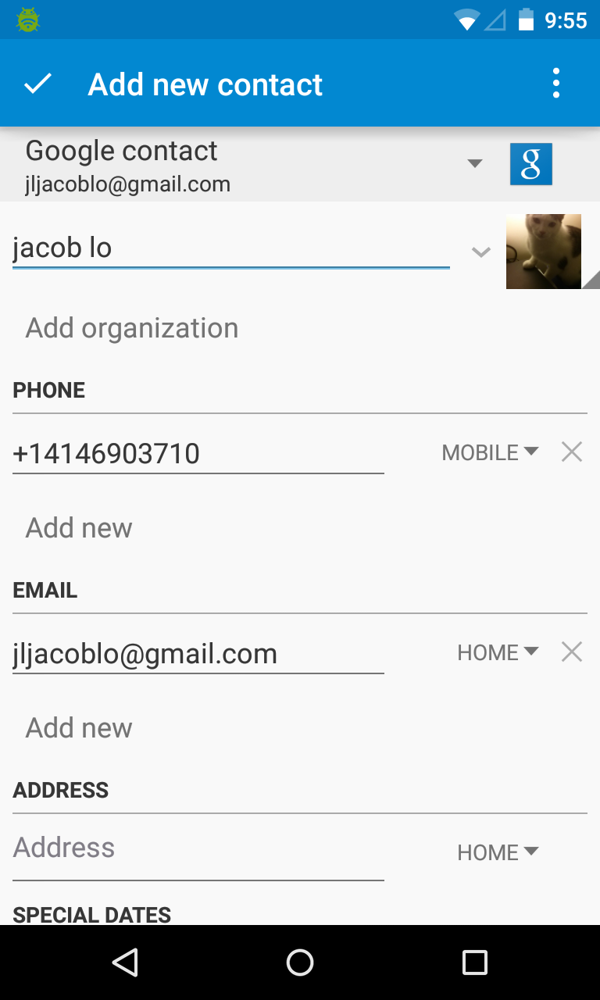 9:55
Add new contact
Google contact
jljacoblo@gmail.com
g
jacob lo
Add organization
PHONE
+14146903710 MOBILE
Add new
EMAIL
jljacoblo@gmail.com HOME
Add new
ADDRESS
Address HOME
SPECIAL DATES